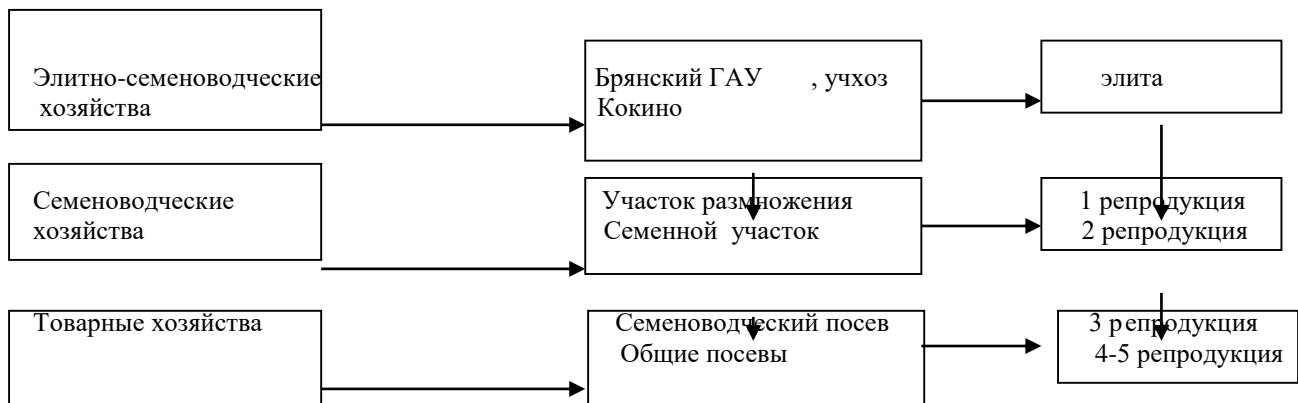 Элитно-семеноводческие
хозяйства
Брянский ГАУ , учхоз
Кокино
элита
Семеноводческие
хозяйства
Участок размножения
Семенной участок
1 репродукция
2 репродукция
Товарные хозяйства
Семеноводческий посев
Общие посевы
3 репродукция
4-5 репродукция